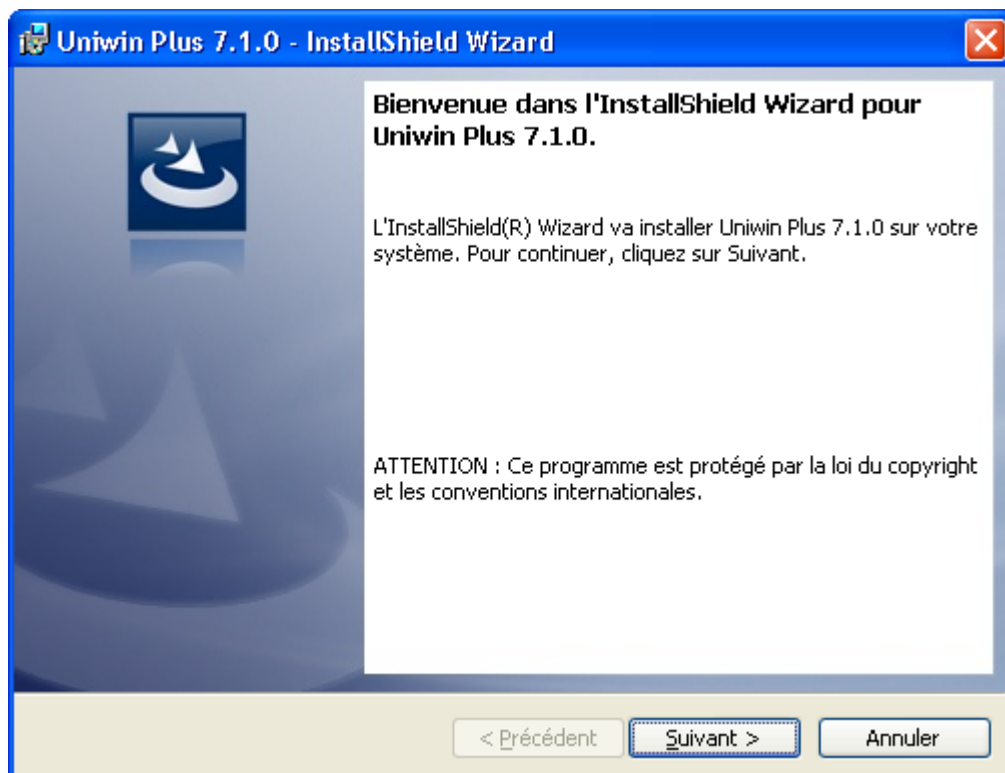 Uniwin Plus 7.1.0 - InstallShield Wizard
Bienvenue dans l'InstallShield Wizard pour
Uniwin Plus 7.1.0.
L'InstallShield(R) Wizard va installer Uniwin Plus 7.1.0 sur votre
système. Pour continuer, cliquez sur Suivant.
ATTENTION : Ce programme est protégé par la loi du copyright
et les conventions internationales.
< Précédent
Suivant >
Annuler